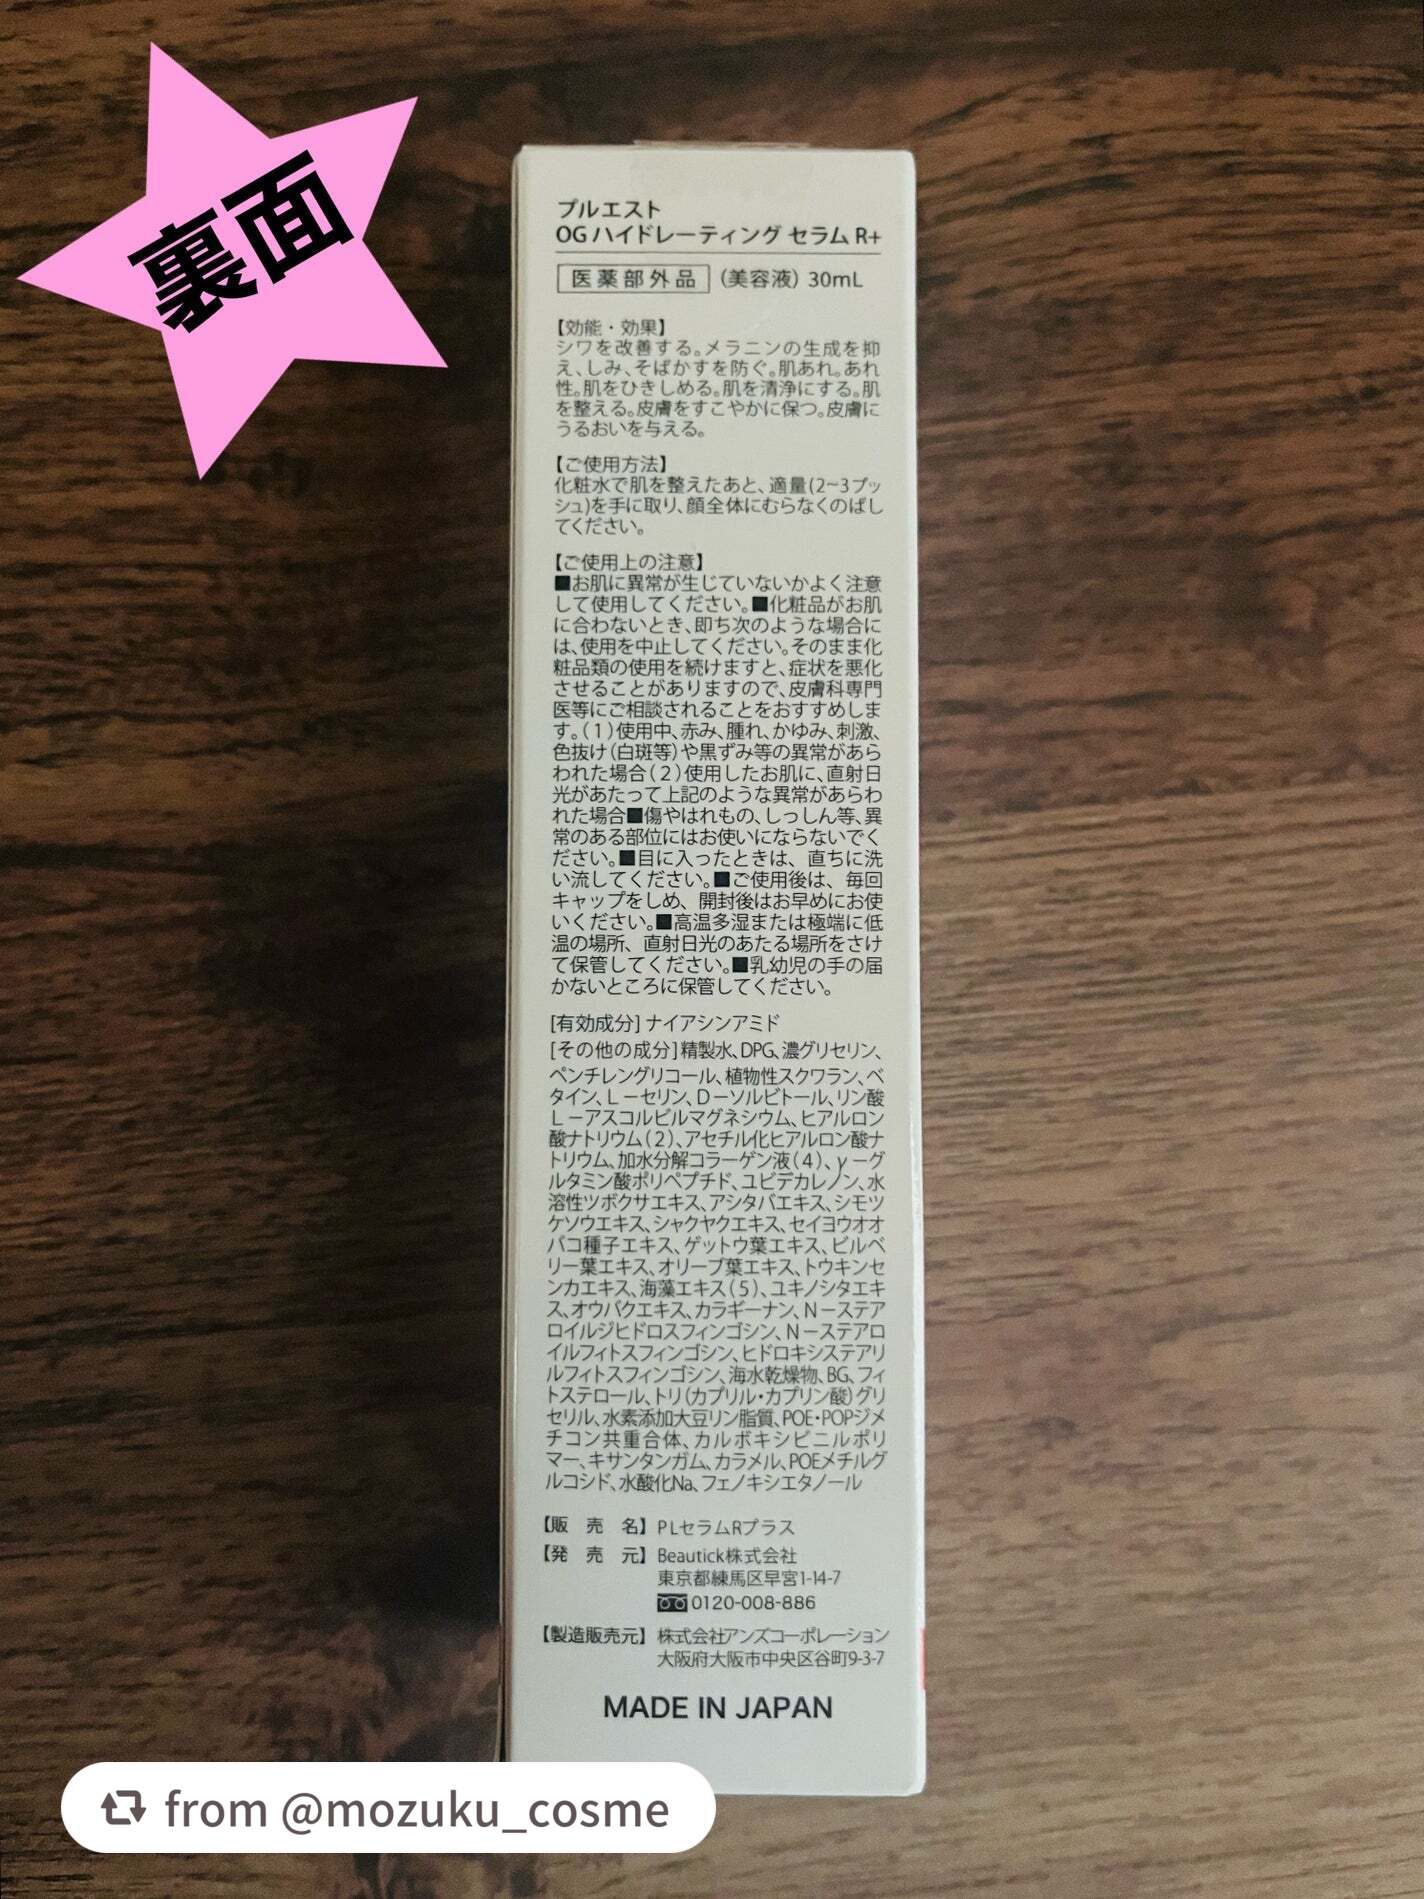 裏面
プルエスト
OG ハイドレーティング セラム R+
医薬部外品 (美容液) 30mL
【効能・効果】
シワを改善する。メラニンの生成を抑
え、しみ、そばかすを防ぐ。肌あれ。あれ
性。肌をひきしめる。肌を清浄にする。肌
を整える。皮膚をすこやかに保つ。皮膚に
うるおいを与える。
【ご使用方法】
化粧水で肌を整えたあと、適量(2~3プッ
シュ)を手に取り、顔全体にむらなくのばし
てください。
【ご使用上の注意】
■お肌に異常が生じていないかよく注意
して使用してください。■化粧品がお肌
に合わないとき、即ち次のような場合に
は、使用を中止してください。そのまま化
粧品類の使用を続けますと、症状を悪化
させることがありますので、皮膚科専門
医等にご相談されることをおすすめしま
す。(1)使用中、赤み、腫れ、かゆみ、刺激、
色抜け(白斑等)や黒ずみ等の異常があら
われた場合(2)使用したお肌に、直射日
光があたって上記のような異常があらわ
れた場合■傷やはれもの、しっしん等、異
常のある部位にはお使いにならないでく
ださい。■目に入ったときは、直ちに洗
い流してください。■ご使用後は、毎回
キャップをしめ、開封後はお早めにお使
いください。■高温多湿または極端に低
温の場所、直射日光のあたる場所をさけ
て保管してください。■乳幼児の手の届
かないところに保管してください。
[有効成分] ナイアシンアミド
[その他の成分]精製水、DPG、濃グリセリン、
ペンチレングリコール、植物性スクワラン、ベ
タイン、L－セリン、D－ソルビトール、リン酸
L－アスコルビルマグネシウム、ヒアルロン
酸ナトリウム(2)、アセチル化ヒアルロン酸ナ
トリウム、加水分解コラーゲン液(4)、γ－グ
ルタミン酸ポリペプチド、ユビデカレノン、水
溶性ツボクサエキス、アシタバエキス、シモツ
ケソウエキス、シャクヤクエキス、セイヨウオオ
バコ種子エキス、ゲットウ葉エキス、ビルベ
リー葉エキス、オリーブ葉エキス、トウキンセ
ンカエキス、海藻エキス(5)、ユキノシタエキ
ス、オウバクエキス、カラギーナン、N－ステア
ロイルジヒドロスフィンゴシン、N－ステアロ
イルフィトスフィンゴシン、ヒドロキシステアリ
ルフィトスフィンゴシン、海水乾燥物、BG、フィ
トステロール、トリ(カプリル・カプリン酸)グリ
セリル、水素添加大豆リン脂質、POE・POPジメ
チコン共重合体、カルボキシビニルポリ
マー、キサンタンガム、カラメル、POEメチルグ
ルコシド、水酸化Na、フェノキシエタノール
【販 売 名】 PLセラムRプラス
【発 売 元】 Beautick株式会社
東京都練馬区早宮1-14-7
0120-008-886
【製造販売元】 株式会社アンズコーポレーション
大阪府大阪市中央区谷町9-3-7
MADE IN JAPAN
from @mozuku_cosme